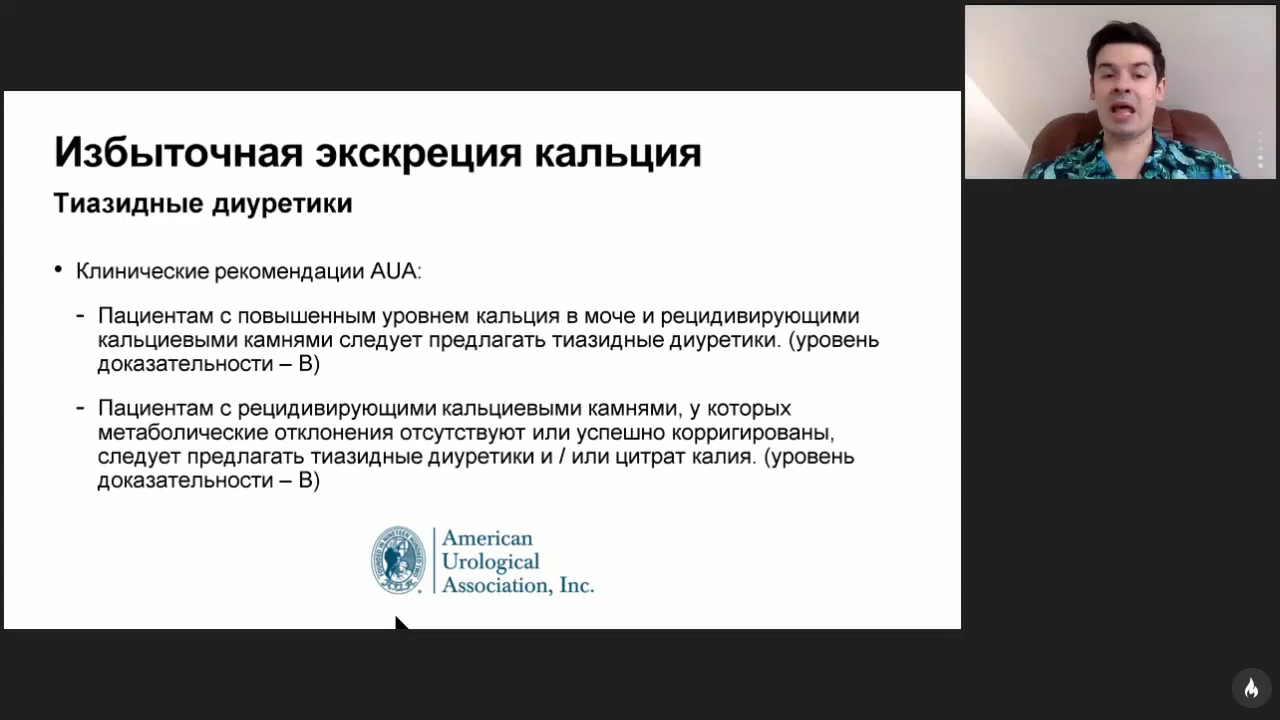 Избыточная экскреция кальция
Тиазидные диуретики
• Клинические рекомендации AUA:
- Пациентам с повышенным уровнем кальция в моче и рецидивирующими
кальциевыми камнями следует предлагать тиазидные диуретики. (уровень
доказательности – B)
- Пациентам с рецидивирующими кальциевыми камнями, у которых
метаболические отклонения отсутствуют или успешно корригированы,
следует предлагать тиазидные диуретики и / или цитрат калия. (уровень
доказательности – B)
American
Urological
Association, Inc.